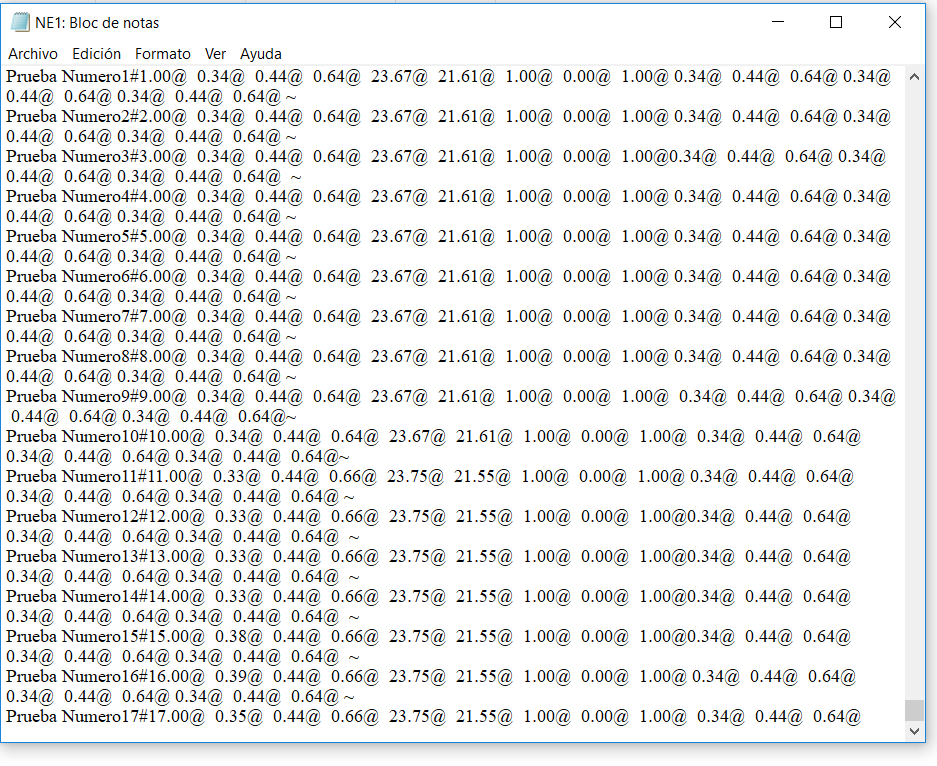 NE1: Bloc de notas
Archivo Edición Formato Ver Ayuda
Prueba Numero1#1.00@ 0.34@ 0.44@ 0.64@ 23.67@ 21.61@ 1.00@ 0.00@ 1.00@ 0.34@ 0.44@ 0.64@ 0.34@
0.44@ 0.64@ 0.34@ 0.44@ 0.64@ ~
Prueba Numero2#2.00@ 0.34@ 0.44@ 0.64@ 23.67@ 21.61@ 1.00@ 0.00@ 1.00@ 0.34@ 0.44@ 0.64@ 0.34@
0.44@ 0.64@ 0.34@ 0.44@ 0.64@ ~
Prueba Numero3#3.00@ 0.34@ 0.44@ 0.64@ 23.67@ 21.61@ 1.00@ 0.00@ 1.00@0.34@ 0.44@ 0.64@ 0.34@
0.44@ 0.64@ 0.34@ 0.44@ 0.64@ ~
Prueba Numero4#4.00@ 0.34@ 0.44@ 0.64@ 23.67@ 21.61@ 1.00@ 0.00@ 1.00@ 0.34@ 0.44@ 0.64@ 0.34@
0.44@ 0.64@ 0.34@ 0.44@ 0.64@ ~
Prueba Numero5#5.00@ 0.34@ 0.44@ 0.64@ 23.67@ 21.61@ 1.00@ 0.00@ 1.00@ 0.34@ 0.44@ 0.64@ 0.34@
0.44@ 0.64@ 0.34@ 0.44@ 0.64@ ~
Prueba Numero6#6.00@ 0.34@ 0.44@ 0.64@ 23.67@ 21.61@ 1.00@ 0.00@ 1.00@ 0.34@ 0.44@ 0.64@ 0.34@
0.44@ 0.64@ 0.34@ 0.44@ 0.64@ ~
Prueba Numero7#7.00@ 0.34@ 0.44@ 0.64@ 23.67@ 21.61@ 1.00@ 0.00@ 1.00@ 0.34@ 0.44@ 0.64@ 0.34@
0.44@ 0.64@ 0.34@ 0.44@ 0.64@ ~
Prueba Numero8#8.00@ 0.34@ 0.44@ 0.64@ 23.67@ 21.61@ 1.00@ 0.00@ 1.00@ 0.34@ 0.44@ 0.64@ 0.34@
0.44@ 0.64@ 0.34@ 0.44@ 0.64@ ~
Prueba Numero9#9.00@ 0.34@ 0.44@ 0.64@ 23.67@ 21.61@ 1.00@ 0.00@ 1.00@ 0.34@ 0.44@ 0.64@ 0.34@
0.44@ 0.64@ 0.34@ 0.44@ 0.64@~
Prueba Numero10#10.00@ 0.34@ 0.44@ 0.64@ 23.67@ 21.61@ 1.00@ 0.00@ 1.00@ 0.34@ 0.44@ 0.64@
0.34@ 0.44@ 0.64@ 0.34@ 0.44@ 0.64@~
Prueba Numero11#11.00@ 0.33@ 0.44@ 0.66@ 23.75@ 21.55@ 1.00@ 0.00@ 1.00@ 0.34@ 0.44@ 0.64@
0.34@ 0.44@ 0.64@ 0.34@ 0.44@ 0.64@ ~
Prueba Numero12#12.00@ 0.33@ 0.44@ 0.66@ 23.75@ 21.55@ 1.00@ 0.00@ 1.00@0.34@ 0.44@ 0.64@
0.34@ 0.44@ 0.64@ 0.34@ 0.44@ 0.64@ ~
Prueba Numero13#13.00@ 0.33@ 0.44@ 0.66@ 23.75@ 21.55@ 1.00@ 0.00@ 1.00@0.34@ 0.44@ 0.64@
0.34@ 0.44@ 0.64@ 0.34@ 0.44@ 0.64@ ~
Prueba Numero14#14.00@ 0.33@ 0.44@ 0.66@ 23.75@ 21.55@ 1.00@ 0.00@ 1.00@0.34@ 0.44@ 0.64@
0.34@ 0.44@ 0.64@ 0.34@ 0.44@ 0.64@ ~
Prueba Numero15#15.00@ 0.38@ 0.44@ 0.66@ 23.75@ 21.55@ 1.00@ 0.00@ 1.00@0.34@ 0.44@ 0.64@
0.34@ 0.44@ 0.64@ 0.34@ 0.44@ 0.64@ ~
Prueba Numero16#16.00@ 0.39@ 0.44@ 0.66@ 23.75@ 21.55@ 1.00@ 0.00@ 1.00@ 0.34@ 0.44@ 0.64@
0.34@ 0.44@ 0.64@ 0.34@ 0.44@ 0.64@ ~
Prueba Numero17#17.00@ 0.35@ 0.44@ 0.66@ 23.75@ 21.55@ 1.00@ 0.00@ 1.00@ 0.34@ 0.44@ 0.64@